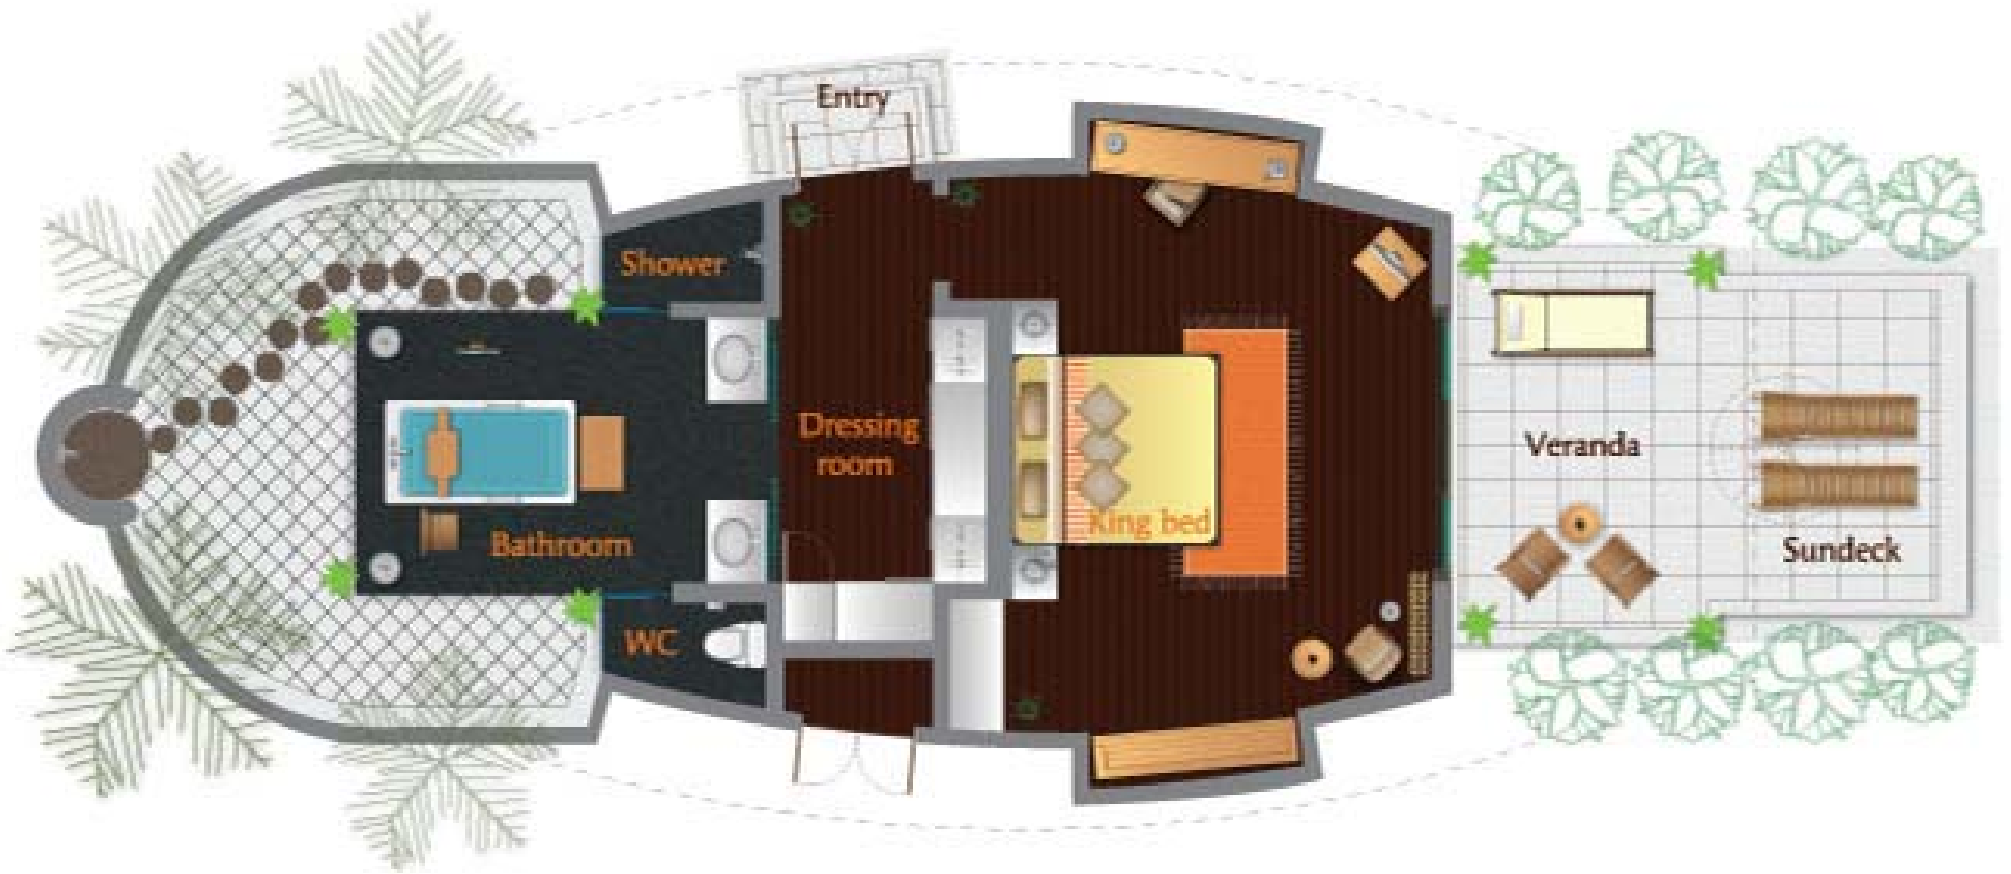 Entry
Shower
Dressing
room
King bed
Bathroom
WC
Veranda
Sundeck